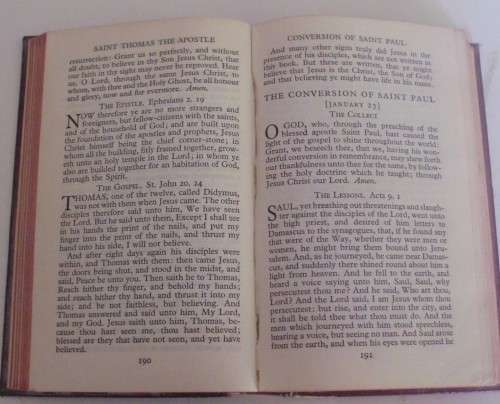 SAINT THOMAS THE APOSTLE
resurrection: Grant us so perfectly, and without
all doubt, to believe in thy Son Jesus Christ, that
our faith in thy sight may never be reproved. Hear
us, O Lord, through the same Jesus Christ, to
whom, with thee and the Holy Ghost, be all honour
and glory, now and for evermore. Amen.
THE EPISTLE. Ephesians 2, 19
NOW therefore ye are no more strangers and
foreigners, but fellow-citizens with the saints,
and of the household of God; and are built upon
the foundation of the apostles and prophets, Jesus
Christ himself being the chief corner-stone; in
whom all the building, fitly framed together, grow-
eth unto an holy temple in the Lord; in whom ye
also are builded together for an habitation of God
through the Spirit.
THE GOSPEL. St. John 20, 24
THOMAS, one of the twelve, called Didymus,
was not with them when Jesus came. The other
disciples therefore said unto him, We have seen
the Lord. But he said unto them, Except I shall see
in his hands the print of the nails, and put my
finger into the print of the nails, and thrust my
hand into his side, I will not believe.
And after eight days again his disciples were
within, and Thomas with them: then came Jesus,
the doors being shut, and stood in the midst, and
said, Peace be unto you. Then saith he to Thomas,
Reach hither thy finger, and behold my hands;
and reach hither thy hand, and thrust it into my
side; and be not faithless, but believing. And
Thomas answered and said unto him, My Lord,
and my God. Jesus saith unto him, Thomas, be-
cause thou hast seen me, thou hast believed;
blessed are they that have not seen, and yet have
believed.
190
CONVERSION OF SAINT PAUL
And many other signs truly did Jesus in the
presence of his disciples, which are not written in
this book. But these are written, that ye might
believe that Jesus is the Christ, the Son of God;
and that believing ye might have life in his name.
THE CONVERSION OF SAINT PAUL
[JANUARY 25]
THE COLLECT
O GOD, who, through the preaching of the
blessed apostle Saint Paul, hast caused the
light of the gospel to shine throughout the world:
Grant, we beseech thee, that we, having his won-
derful conversion in remembrance, may shew forth
our thankfulness unto thee for the same, by follow-
ing the holy doctrine which he taught; through
Jesus Christ our Lord. Amen.
THE LESSONS. Acts 9, 1
SAUL, yet breathing out threatenings and slaugh-
ter against the disciples of the Lord, went unto
the high priest, and desired of him letters to
Damascus to the synagogues, that, if he found any
that were of the Way, whether they were men or
women, he might bring them bound unto Jeru-
salem. And, as he journeyed, he came near Damas-
cus, and suddenly there shined round about him a
light from heaven. And he fell to the earth, and
heard a voice saying unto him, Saul, Saul, why
persecutest thou me? And he said, Who art thou,
Lord? And the Lord said, I am Jesus whom thou
persecutest: but rise, and enter into the city, and
it shall be told thee what thou must do. And the
men which journeyed with him stood speechless,
hearing a voice, but seeing no man. And Saul arose
from the earth, and when his eyes were opened he
191